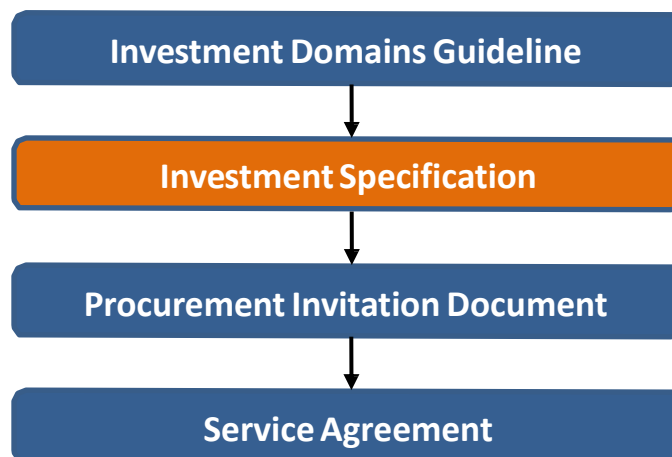 Investment Domains Guideline
Investment Specification
Procurement Invitation Document
Service Agreement